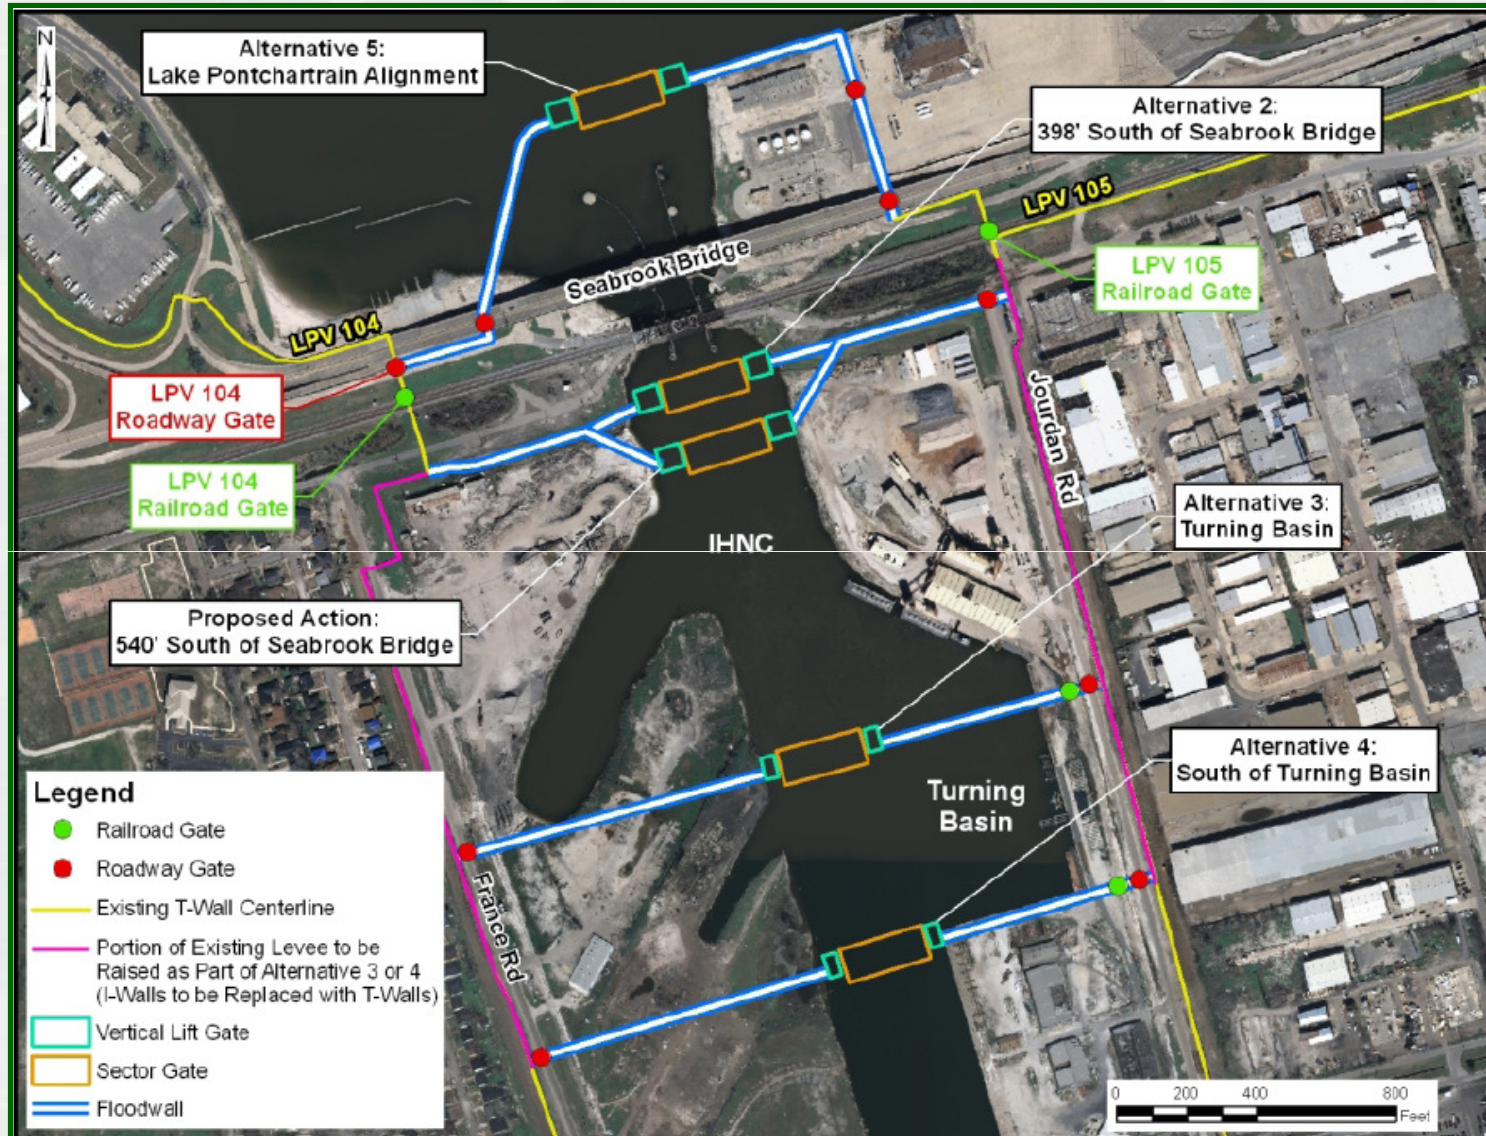 N
Alternative 5:
Lake Pontchartrain Alignment
Alternative 2:
398' South of Seabrook Bridge
LPV 105
Seabrook Bridge
LPV 105
Railroad Gate
LPV 104
LPV 104
Roadway Gate
Jourdan Rd
LPV 104
Railroad Gate
Alternative 3:
Turning Basin
IHNC
Proposed Action:
540' South of Seabrook Bridge
Alternative 4:
South of Turning Basin
Turning
Basin
France Rd
Legend
Railroad Gate
Roadway Gate
Existing T-Wall Centerline
Portion of Existing Levee to be
Raised as Part of Alternative 3 or 4
(I-Walls to be Replaced with T-Walls)
Vertical Lift Gate
Sector Gate
Floodwall
0 200 400 800
Feet